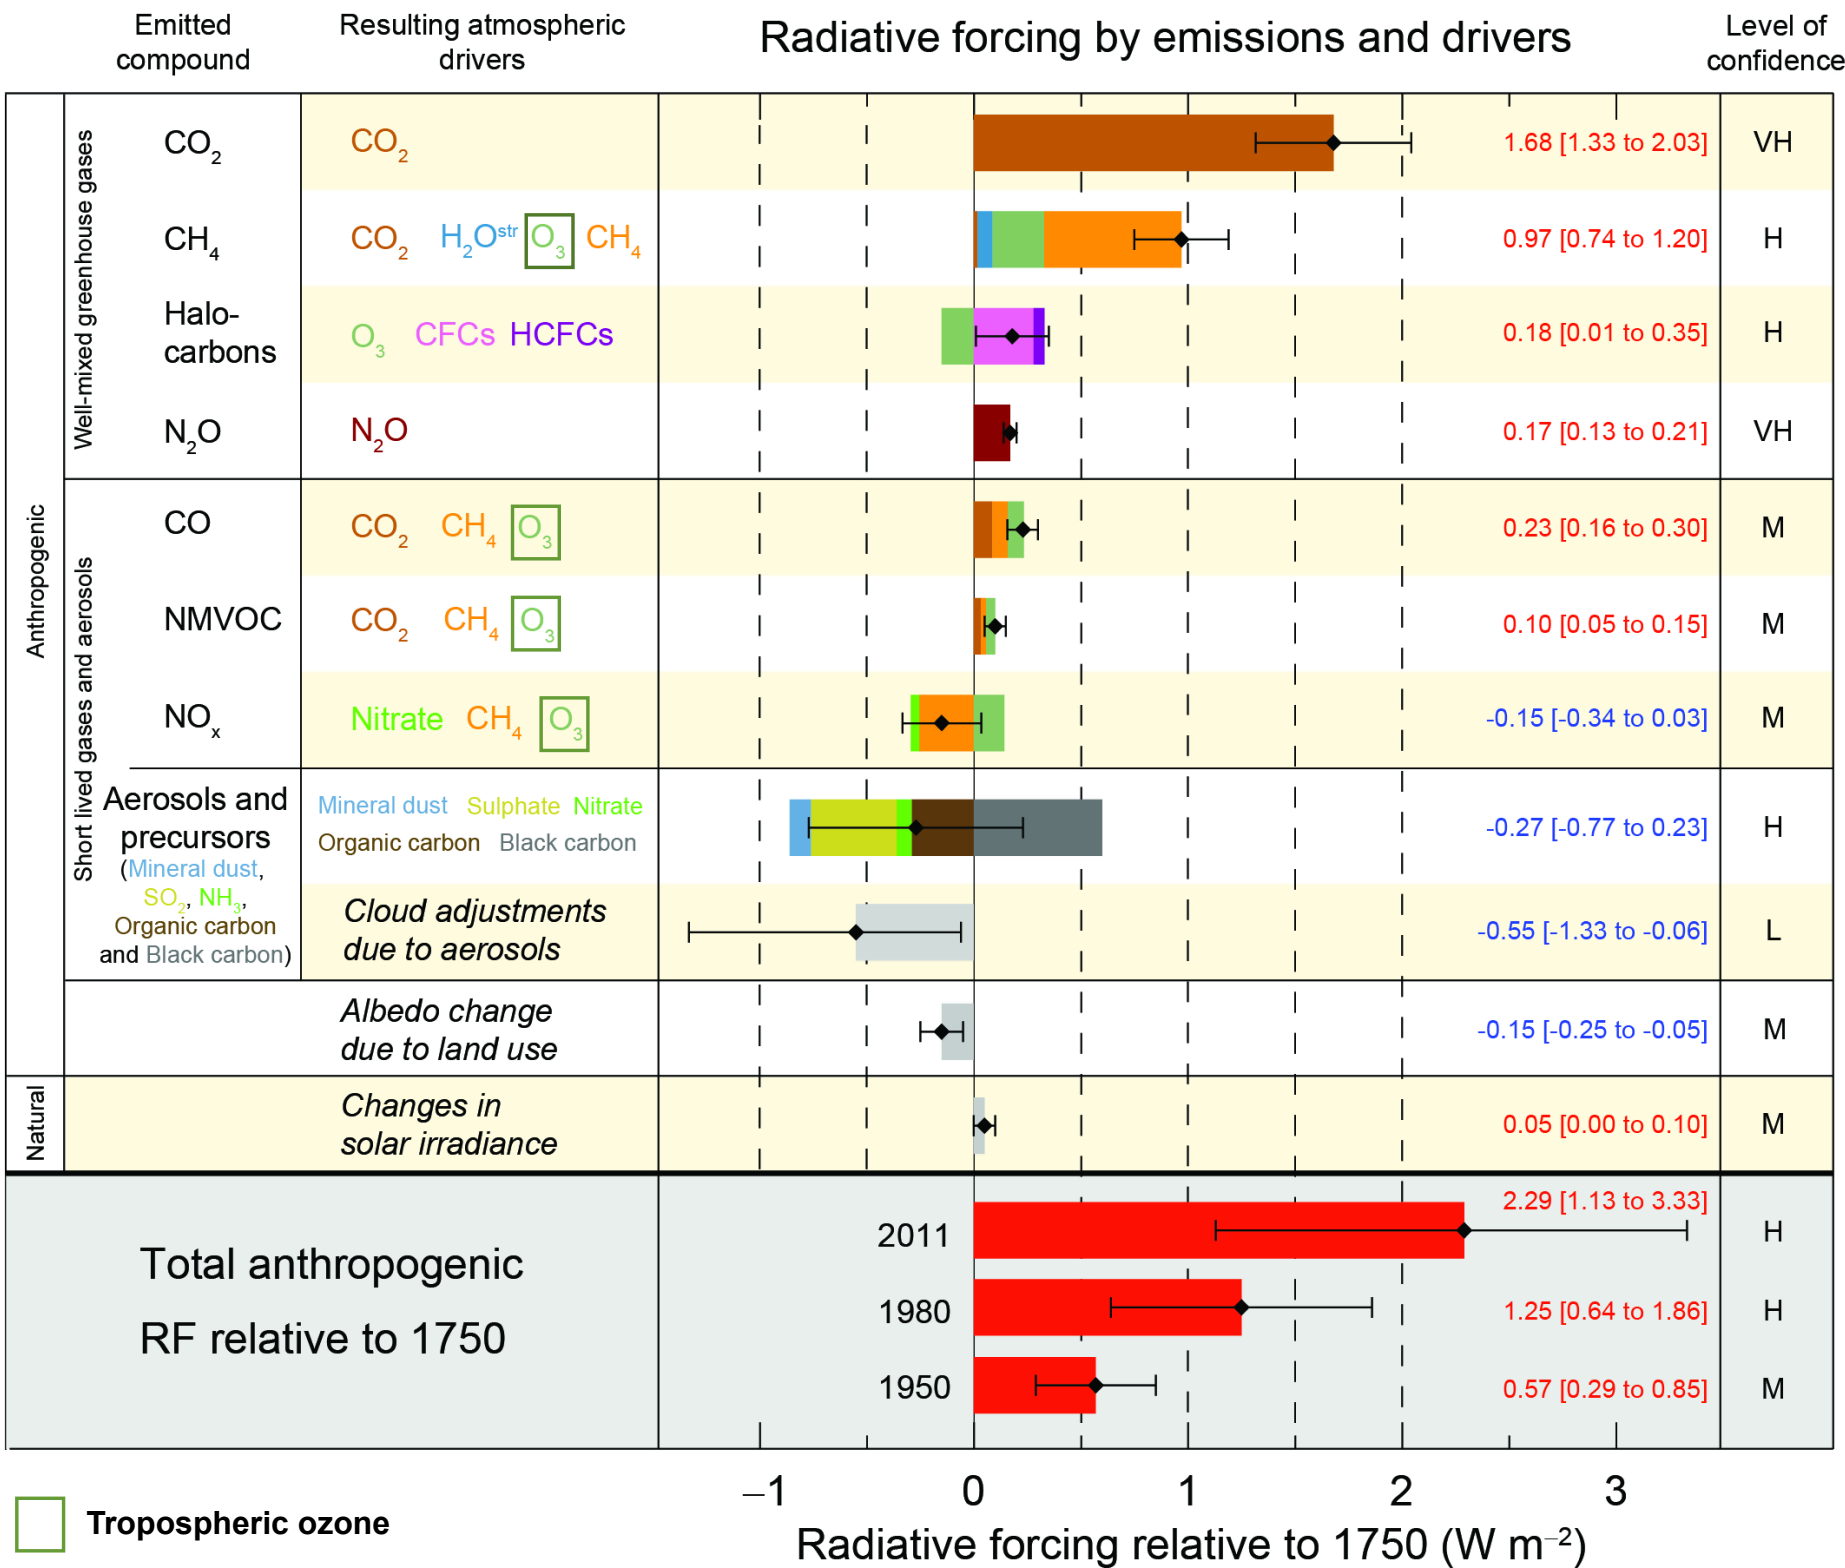 Emitted
compound
Resulting atmospheric
drivers
Radiative forcing by emissions and drivers
Level of
confidence
Anthropogenic
Well-mixed greenhouse gases
CO₂
CO₂
1.68 [1.33 to 2.03]
VH
CH₄
CO₂ H₂Oˢᵗʳ O₃ CH₄
0.97 [0.74 to 1.20]
H
Halo-
carbons
O₃ CFCs HCFCs
0.18 [0.01 to 0.35]
H
N₂O
N₂O
0.17 [0.13 to 0.21]
VH
Short lived gases and aerosols
CO
CO₂ CH₄ O₃
0.23 [0.16 to 0.30]
M
NMVOC
CO₂ CH₄ O₃
0.10 [0.05 to 0.15]
M
NOₓ
Nitrate CH₄ O₃
-0.15 [-0.34 to 0.03]
M
Aerosols and
precursors
(Mineral dust,
SO₂, NH₃,
Organic carbon
and Black carbon)
Mineral dust Sulphate Nitrate
Organic carbon Black carbon
-0.27 [-0.77 to 0.23]
H
Cloud adjustments
due to aerosols
-0.55 [-1.33 to -0.06]
L
Albedo change
due to land use
-0.15 [-0.25 to -0.05]
M
Natural
Changes in
solar irradiance
0.05 [0.00 to 0.10]
M
Total anthropogenic
RF relative to 1750
2011
2.29 [1.13 to 3.33]
H
1980
1.25 [0.64 to 1.86]
H
1950
0.57 [0.29 to 0.85]
M
–1 0 1 2 3
Radiative forcing relative to 1750 (W m⁻²)
Tropospheric ozone